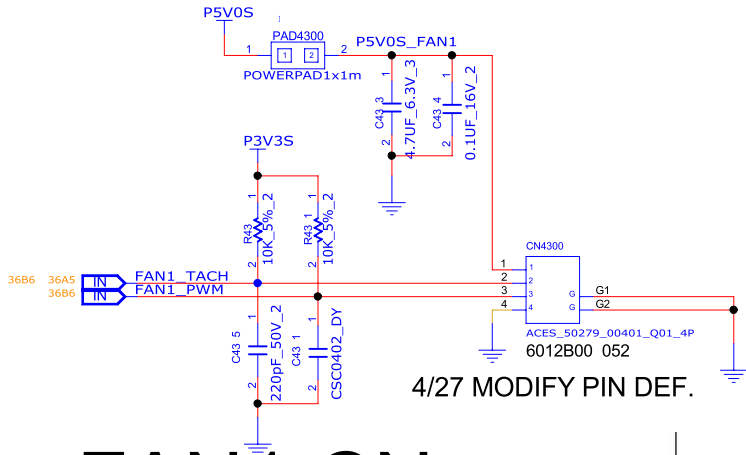 P5V0S
PAD4300
1 1 2 2
POWERPAD1x1m
P5V0S_FAN1
1 1
C43 3
4.7UF_6.3V_3
C43 4
0.1UF_16V_2
2 2
P3V3S
1 1
R43
10K_5%_2
R43 1
10K_5%_2
2 2
CN4300
36B6 36A5 IN FAN1_TACH
36B6 IN FAN1_PWM
1 1
2 2
3 3 G G1
4 4 G G2
ACES_50279_00401_Q01_4P
6012B00 052
1 1
C43 5
220pF_50V_2
C43 1
CSC0402_DY
2 2
4/27 MODIFY PIN DEF.